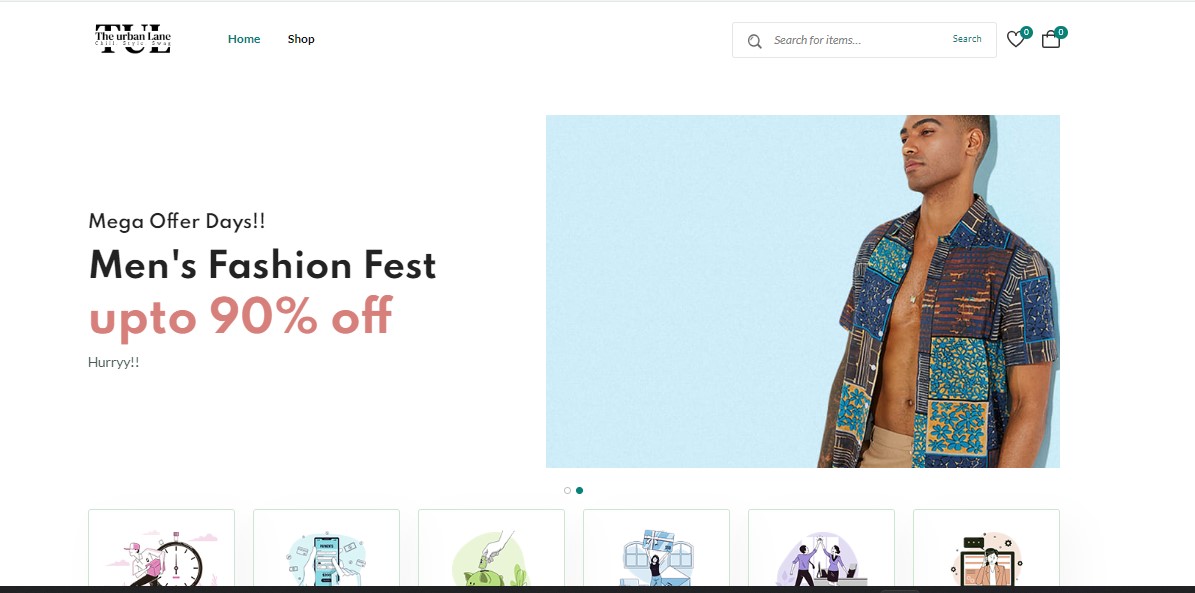 TUL
The urban Lane
Chill. Style. Swag
Home
Shop
Search for items...
Search
0
0
Mega Offer Days!!
Men's Fashion Fest
upto 90% off
Hurryy!!